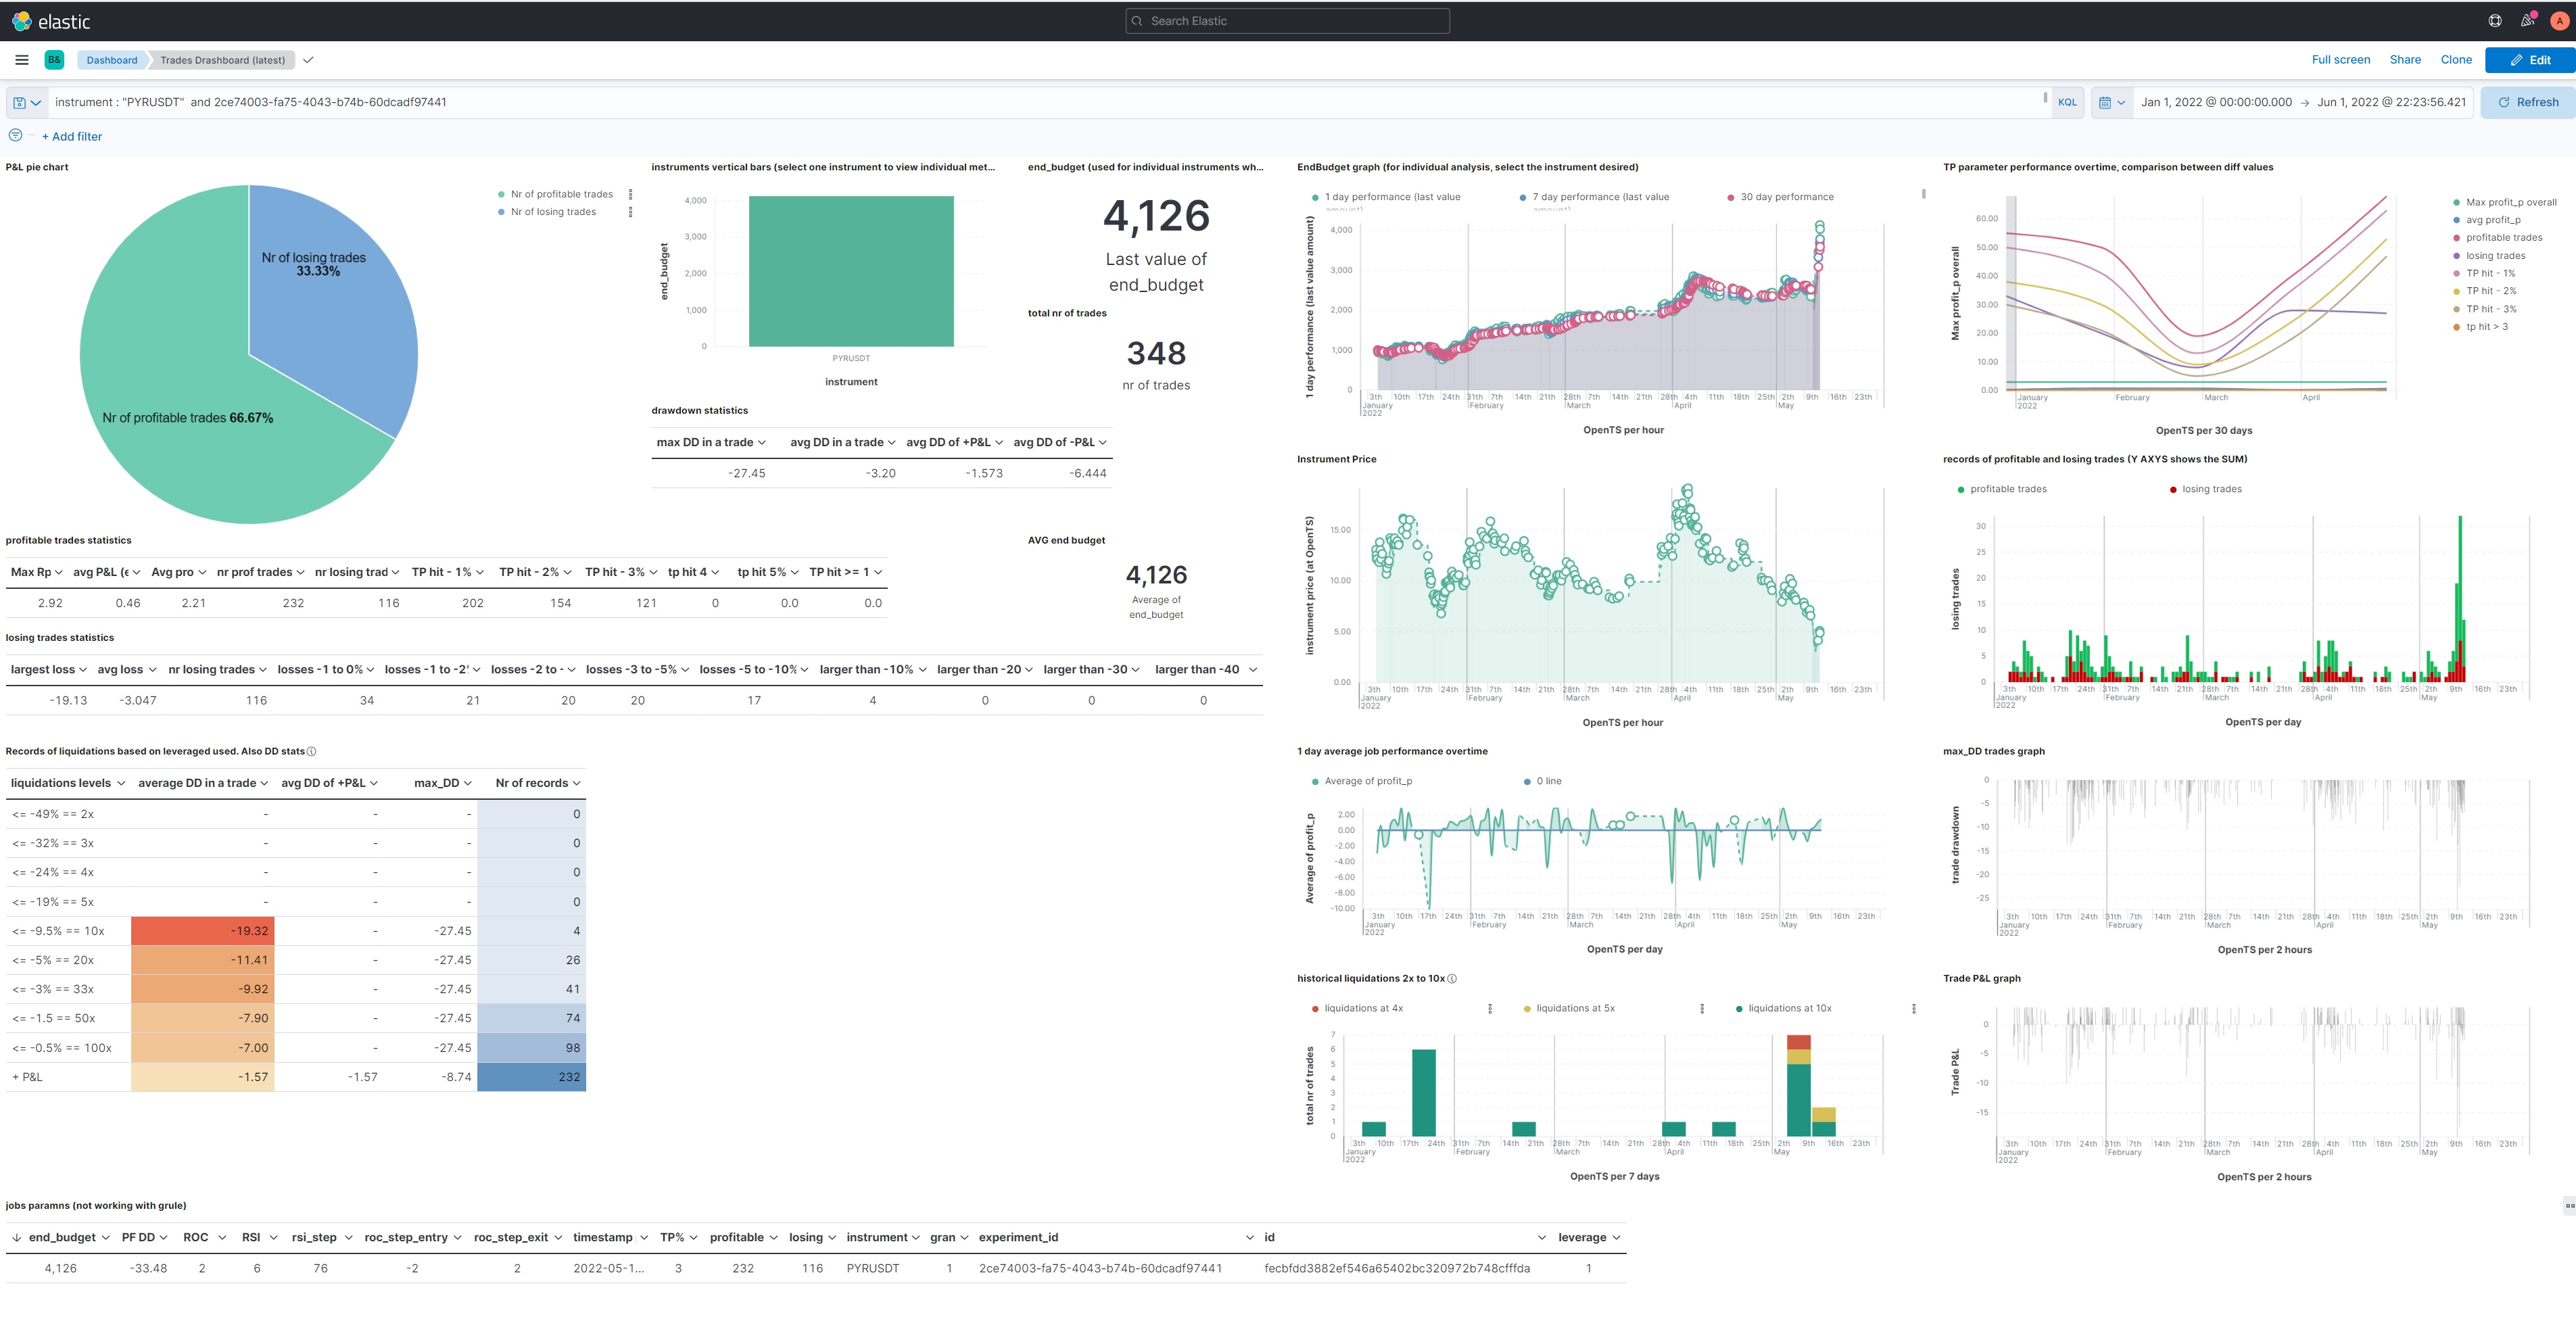 elastic
Search Elastic
A
B&
Dashboard
Trades Drashboard (latest)
Full screen
Share
Clone
Edit
instrument : "PYRUSDT" and 2ce74003-fa75-4043-b74b-60dcadf97441
KQL
Jan 1, 2022 @ 00:00:00.000 → Jun 1, 2022 @ 22:23:56.421
Refresh
+ Add filter
P&L pie chart
Nr of profitable trades
Nr of losing trades
Nr of losing trades
33.33%
Nr of profitable trades 66.67%
instruments vertical bars (select one instrument to view individual met...
end_budget
4,000
3,000
2,000
1,000
0
PYRUSDT
instrument
end_budget (used for individual instruments wh...
4,126
Last value of
end_budget
total nr of trades
348
nr of trades
drawdown statistics
max DD in a trade avg DD in a trade avg DD of +P&L avg DD of -P&L
-27.45 -3.20 -1.573 -6.444
AVG end budget
4,126
Average of
end_budget
profitable trades statistics
Max Rp avg P&L (e Avg pro nr prof trades nr losing trad TP hit - 1% TP hit - 2% TP hit - 3% tp hit 4 tp hit 5% TP hit >= 1
2.92 0.46 2.21 232 116 202 154 121 0 0.0 0.0
losing trades statistics
largest loss avg loss nr losing trades losses -1 to 0% losses -1 to -2 losses -2 to - losses -3 to -5% losses -5 to -10% larger than -10% larger than -20 larger than -30 larger than -40
-19.13 -3.047 116 34 21 20 20 17 4 0 0 0
Records of liquidations based on leveraged used. Also DD stats
liquidations levels average DD in a trade avg DD of +P&L max_DD Nr of records
<= -49% == 2x - - - 0
<= -32% == 3x - - - 0
<= -24% == 4x - - - 0
<= -19% == 5x - - - 0
<= -9.5% == 10x -19.32 - -27.45 4
<= -5% == 20x -11.41 - -27.45 26
<= -3% == 33x -9.92 - -27.45 41
<= -1.5 == 50x -7.90 - -27.45 74
<= -0.5% == 100x -7.00 - -27.45 98
+ P&L -1.57 -1.57 -8.74 232
EndBudget graph (for individual analysis, select the instrument desired)
1 day performance (last value
7 day performance (last value
30 day performance
1 day performance (last value amount)
4,000
3,000
2,000
1,000
0
3th 10th 17th 24th 31th 7th 14th 21th 28th 7th 14th 21th 28th 4th 11th 18th 25th 2th 9th 16th 23th
January February March April May
2022
OpenTS per hour
Instrument Price
instrument price (at OpenTS)
15.00
10.00
5.00
0.00
3th 10th 17th 24th 31th 7th 14th 21th 28th 7th 14th 21th 28th 4th 11th 18th 25th 2th 9th 16th 23th
January February March April May
2022
OpenTS per hour
1 day average job performance overtime
Average of profit_p
0 line
Average of profit_p
2.00
0.00
-2.00
-4.00
-6.00
-8.00
-10.00
3th 10th 17th 24th 31th 7th 14th 21th 28th 7th 14th 21th 28th 4th 11th 18th 25th 2th 9th 16th 23th
January February March April May
2022
OpenTS per day
historical liquidations 2x to 10x
liquidations at 4x
liquidations at 5x
liquidations at 10x
total nr of trades
7
6
5
4
3
2
1
0
3th 10th 17th 24th 31th 7th 14th 21th 28th 7th 14th 21th 28th 4th 11th 18th 25th 2th 9th 16th 23th
January February March April May
2022
OpenTS per 7 days
TP parameter performance overtime, comparison between diff values
Max profit_p overall
avg profit_p
profitable trades
losing trades
TP hit - 1%
TP hit - 2%
TP hit - 3%
tp hit > 3
Max profit_p overall
60.00
50.00
40.00
30.00
20.00
10.00
0.00
January February March April
2022
OpenTS per 30 days
records of profitable and losing trades (Y AXYS shows the SUM)
profitable trades
losing trades
losing trades
30
25
20
15
10
5
0
3th 10th 17th 24th 31th 7th 14th 21th 28th 7th 14th 21th 28th 4th 11th 18th 25th 2th 9th 16th 23th
January February March April May
2022
OpenTS per day
max_DD trades graph
trade drawdown
0
-5
-10
-15
-20
-25
3th 10th 17th 24th 31th 7th 14th 21th 28th 7th 14th 21th 28th 4th 11th 18th 25th 2th 9th 16th 23th
January February March April May
2022
OpenTS per 2 hours
Trade P&L graph
Trade P&L
0
-5
-10
-15
3th 10th 17th 24th 31th 7th 14th 21th 28th 7th 14th 21th 28th 4th 11th 18th 25th 2th 9th 16th 23th
January February March April May
2022
OpenTS per 2 hours
jobs paramns (not working with grule)
end_budget PF DD ROC RSI rsi_step roc_step_entry roc_step_exit timestamp TP% profitable losing instrument gran experiment_id id leverage
4,126 -33.48 2 6 76 -2 2 2022-05-1... 3 232 116 PYRUSDT 1 2ce74003-fa75-4043-b74b-60dcadf97441 fecbfdd3882ef546a65402bc320972b748cfffda 1